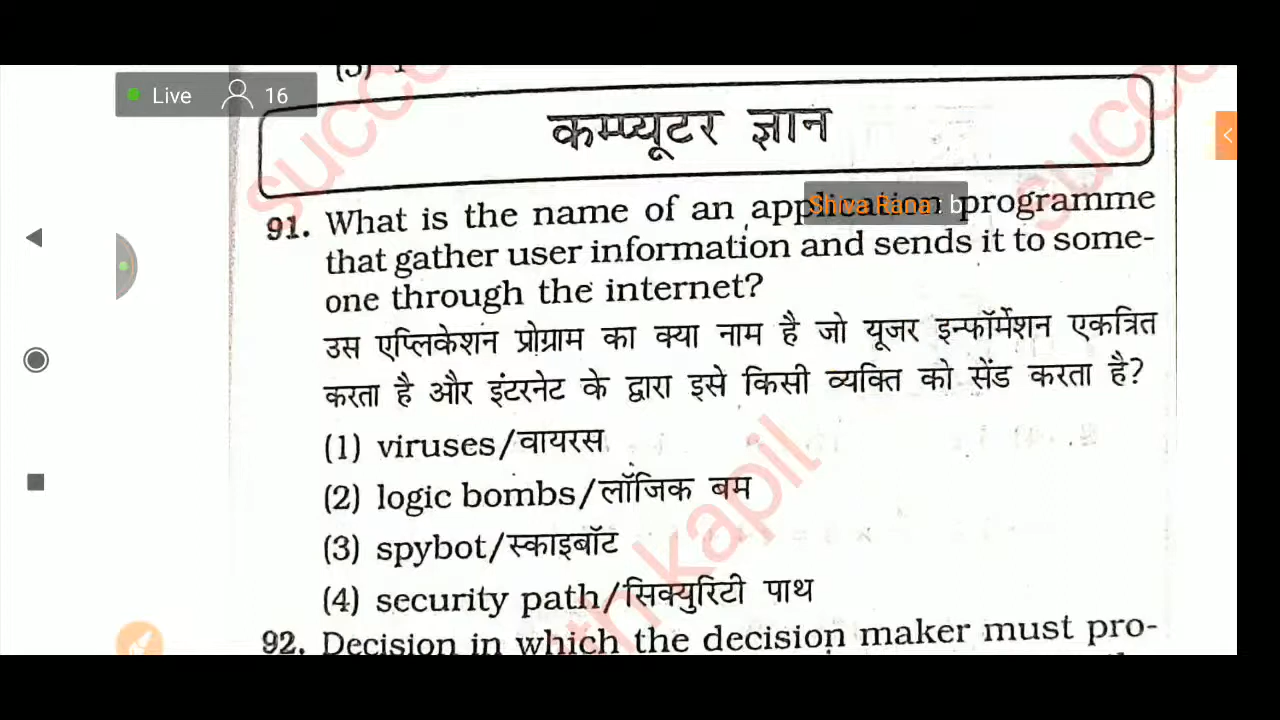 Live 16
कम्प्यूटर ज्ञान
91. What is the name of an application programme
Shiva Rana: b
that gather user information and sends it to some-
one through the internet?
उस एप्लिकेशन प्रोग्राम का क्या नाम है जो यूजर इन्फॉर्मेशन एकत्रित
करता है और इंटरनेट के द्वारा इसे किसी व्यक्ति को सेंड करता है?
(1) viruses/वायरस
(2) logic bombs/लॉजिक बम
(3) spybot/स्काइबॉट
(4) security path/सिक्युरिटी पाथ
92. Decision in which the decision maker must pro-
kapil